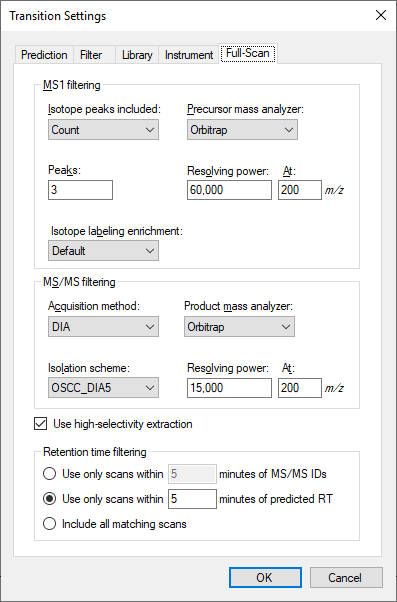 Transition Settings
Prediction Filter Library Instrument Full-Scan
MS1 filtering
Isotope peaks included: Precursor mass analyzer:
Count Orbitrap
Peaks: Resolving power: At:
3 60,000 200 m/z
Isotope labeling enrichment:
Default
MS/MS filtering
Acquisition method: Product mass analyzer:
DIA Orbitrap
Isolation scheme: Resolving power: At:
OSCC_DIA5 15,000 200 m/z
Use high-selectivity extraction
Retention time filtering
Use only scans within 5 minutes of MS/MS IDs
Use only scans within 5 minutes of predicted RT
Include all matching scans
OK Cancel